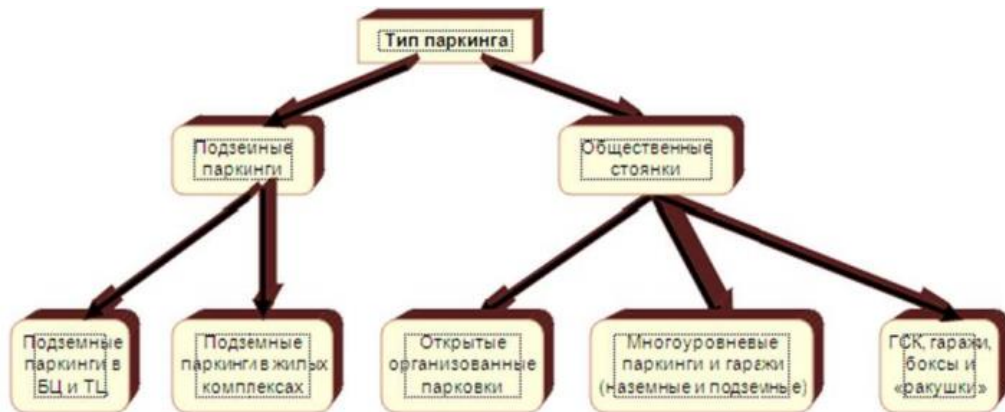 Тип паркинга
Подземные
паркинги
Общественные
стоянки
Подземные
паркинги в
БЦ и ТЦ
Подземные
паркинги в жилых
комплексах
Открытые
организованные
парковки
Многоуровневые
паркинги и гаражи
(наземные и подземные)
ГСК, гаражи,
боксы и
«ракушки»